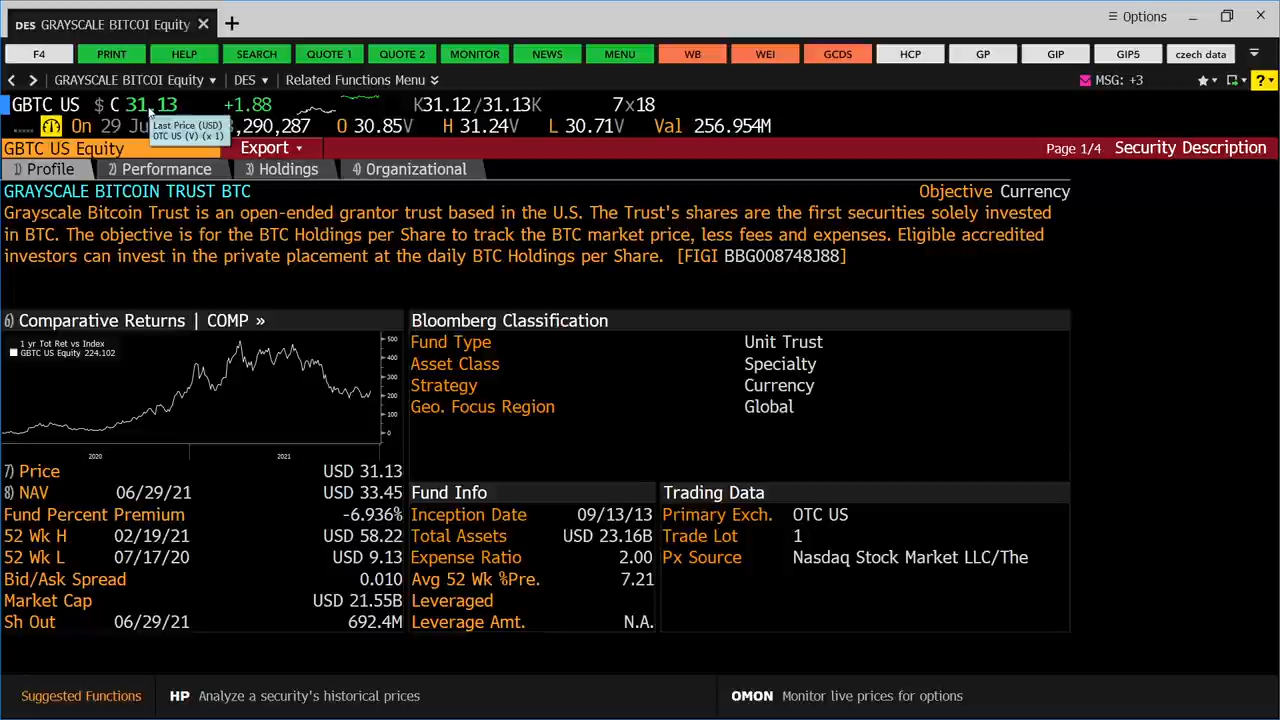 DES GRAYSCALE BITCOI Equity
Options
F4 PRINT HELP SEARCH QUOTE 1 QUOTE 2 MONITOR NEWS MENU WB WEI GCDS HCP GP GIP GIP5 czech data
GRAYSCALE BITCOI Equity DES Related Functions Menu MSG: +3 ?
GBTC US $ C 31.13 +1.88 K31.12/31.13K 7x18
On 29 ,290,287 O 30.85V H 31.24V L 30.71V Val 256.954M
Last Price (USD)
OTC US (V) (x 1)
GBTC US Equity Export Page 1/4 Security Description
1) Profile 2) Performance 3) Holdings 4) Organizational
GRAYSCALE BITCOIN TRUST BTC Objective Currency
Grayscale Bitcoin Trust is an open-ended grantor trust based in the U.S. The Trust's shares are the first securities solely invested
in BTC. The objective is for the BTC Holdings per Share to track the BTC market price, less fees and expenses. Eligible accredited
investors can invest in the private placement at the daily BTC Holdings per Share. [FIGI BBG008748J88]
6) Comparative Returns | COMP » Bloomberg Classification
1 yr Tot Ret vs Index
GBTC US Equity 224.102
500
400
300
200
100
0
2020 2021
Fund Type Unit Trust
Asset Class Specialty
Strategy Currency
Geo. Focus Region Global
7) Price USD 31.13
8) NAV 06/29/21 USD 33.45
Fund Percent Premium -6.936%
52 Wk H 02/19/21 USD 58.22
52 Wk L 07/17/20 USD 9.13
Bid/Ask Spread 0.010
Market Cap USD 21.55B
Sh Out 06/29/21 692.4M
Fund Info
Inception Date 09/13/13
Total Assets USD 23.16B
Expense Ratio 2.00
Avg 52 Wk %Pre. 7.21
Leveraged
Leverage Amt. N.A.
Trading Data
Primary Exch. OTC US
Trade Lot 1
Px Source Nasdaq Stock Market LLC/The
Suggested Functions HP Analyze a security's historical prices OMON Monitor live prices for options